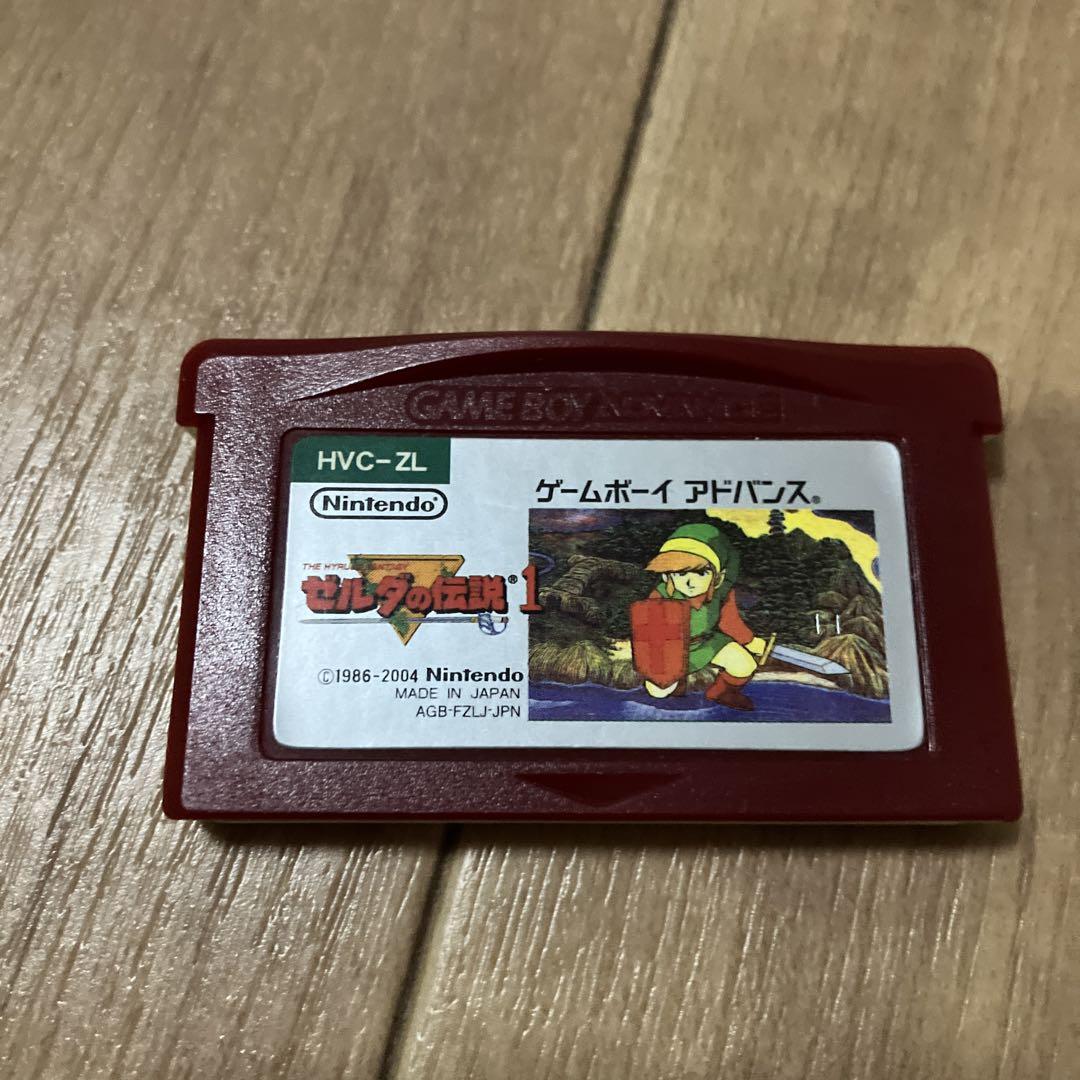 GAME BOY ADVANCE
HVC-ZL
Nintendo®
ゲームボーイ アドバンス®
THE HYRULE FANTASY
ゼルダの伝説®1
©1986-2004 Nintendo
MADE IN JAPAN
AGB-FZLJ-JPN